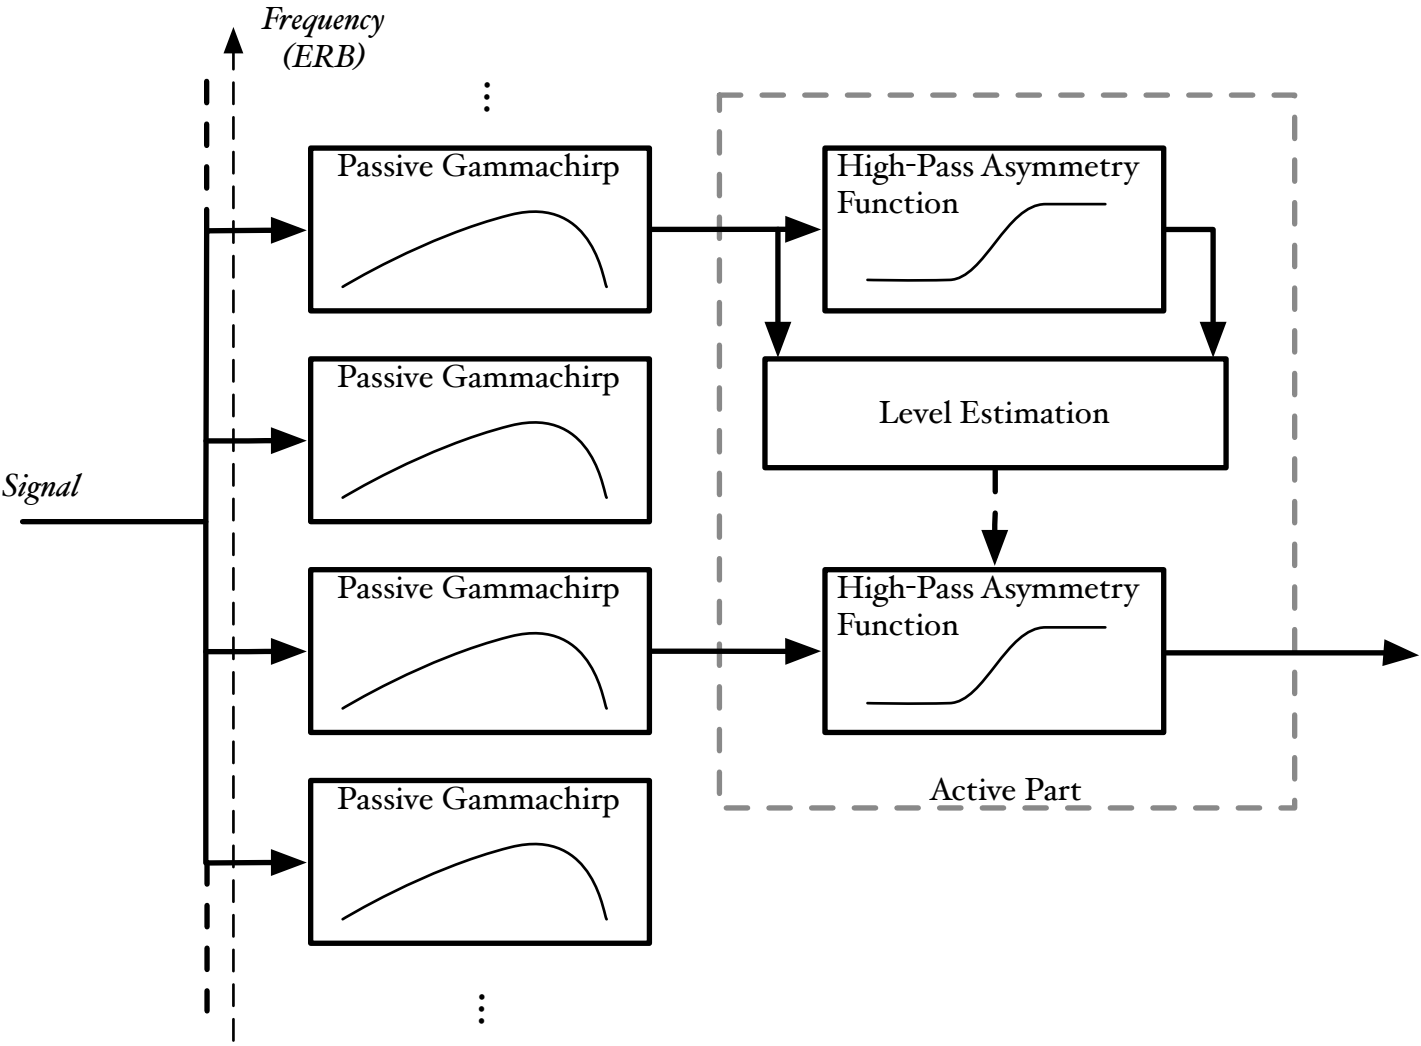 Frequency
(ERB)
Passive Gammachirp
High-Pass Asymmetry
Function
Passive Gammachirp
Level Estimation
Signal
Passive Gammachirp
High-Pass Asymmetry
Function
Passive Gammachirp
Active Part